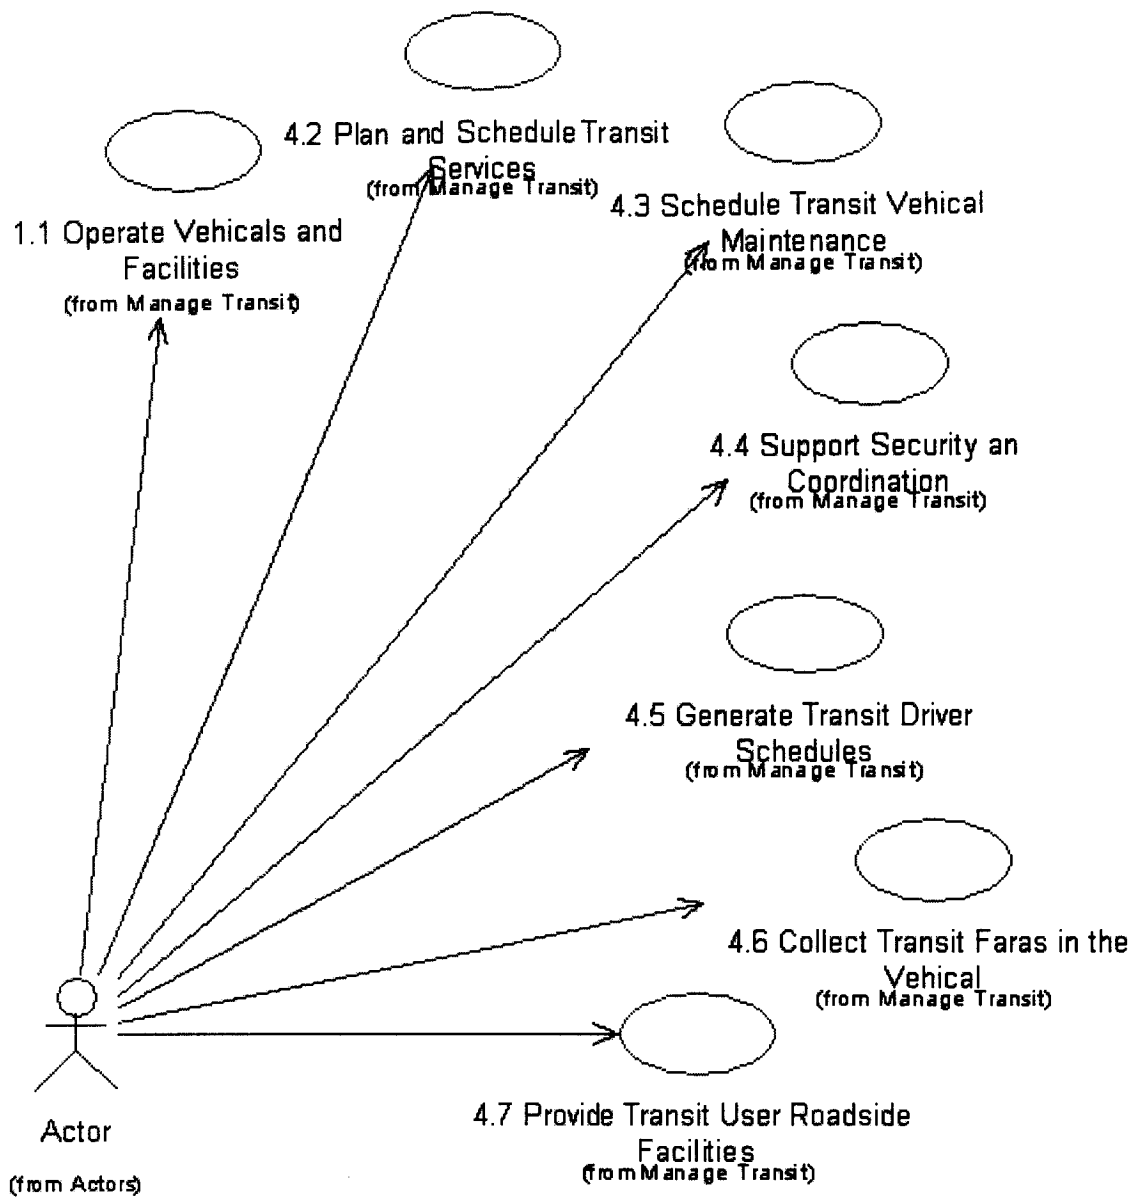 4.2 Plan and Schedule Transit
Services
(from Manage Transit)
1.1 Operate Vehicals and
Facilities
(from Manage Transit)
4.3 Schedule Transit Vehical
Maintenance
(from Manage Transit)
4.4 Support Security an
Coordination
(from Manage Transit)
4.5 Generate Transit Driver
Schedules
(from Manage Transit)
4.6 Collect Transit Faras in the
Vehical
(from Manage Transit)
4.7 Provide Transit User Roadside
Facilities
(from Manage Transit)
Actor
(from Actors)